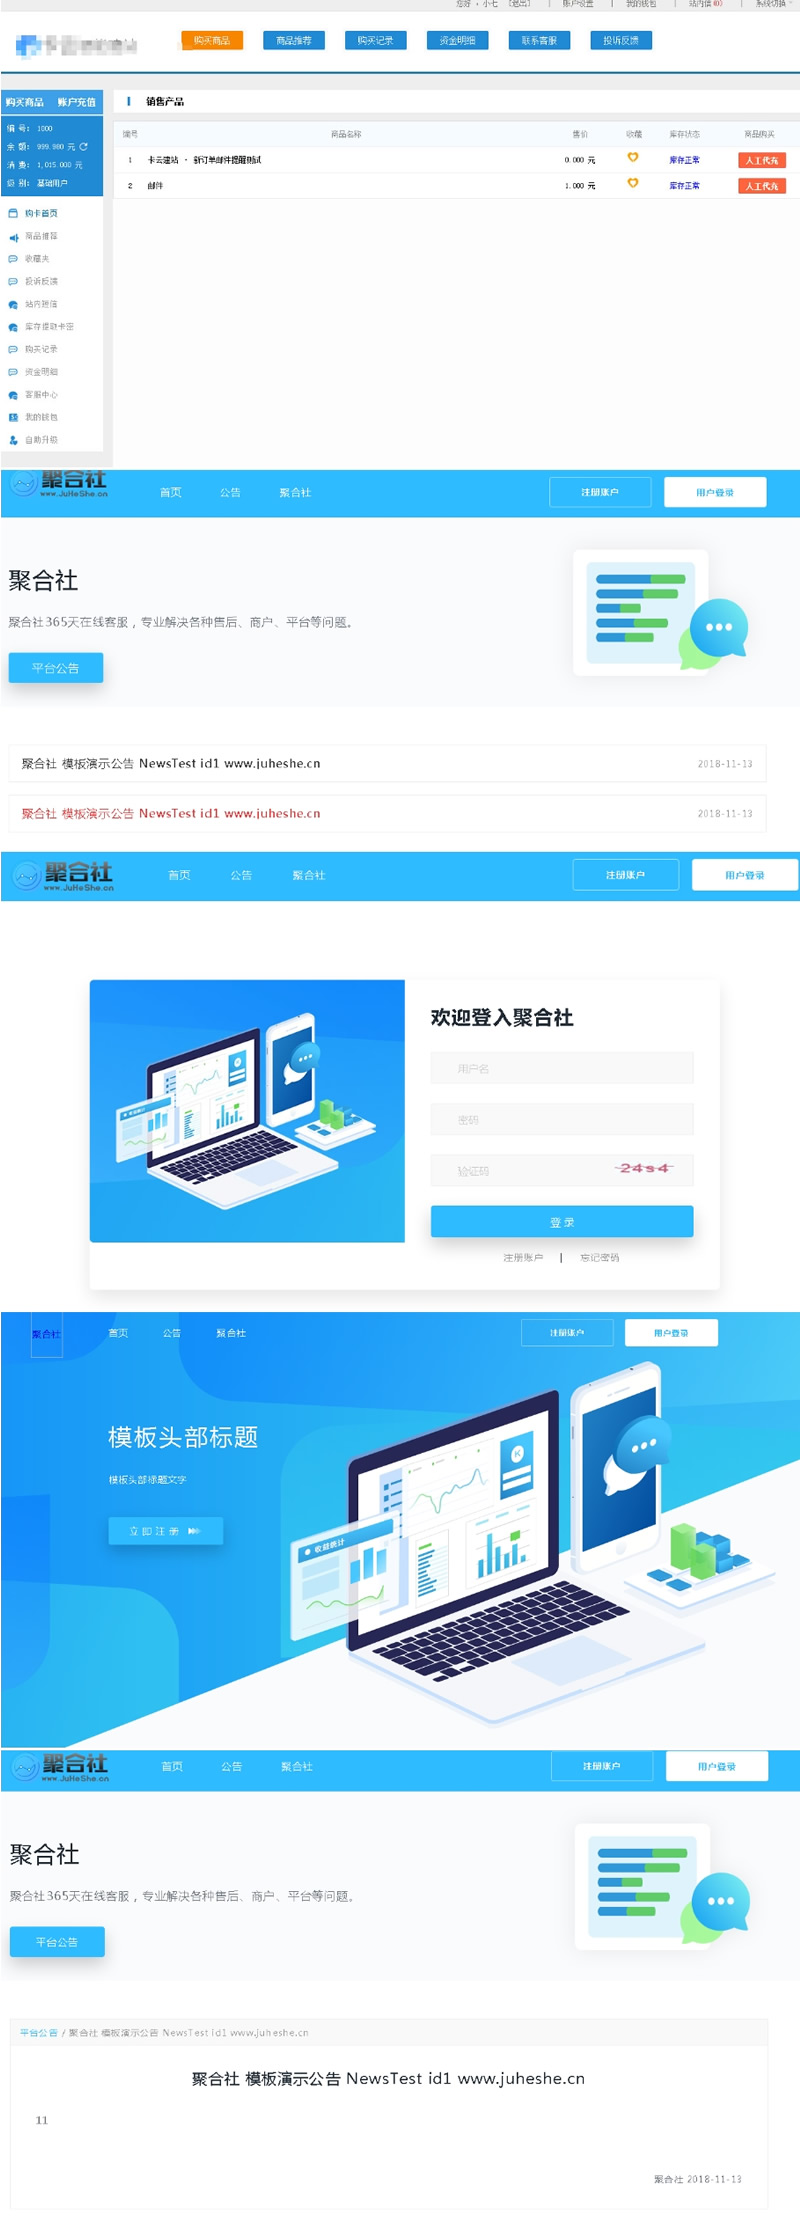 您好，小七 [退出] | 账户设置 | 我的钱包 | 站内信(0) | 系统切换
购买商品 商品推荐 购买记录 资金明细 联系客服 投诉反馈
购买商品 账户充值
编 号： 1000
余 额： 999.900 元
消 费： 1,015.000 元
级 别： 基础用户
购卡首页
商品推荐
收藏夹
投诉反馈
站内短信
库存提取卡密
购买记录
资金明细
客服中心
我的钱包
自助升级
销售产品
编号 商品名称 售价 收藏 库存状态 商品购买
1 卡云建站 - 新订单邮件提醒测试 0.000 元 库存正常 人工代充
2 邮件 1.000 元 库存正常 人工代充
聚合社
www.JuHeShe.cn
首页 公告 聚合社 注册账户 用户登录
聚合社
聚合社365天在线客服，专业解决各种售后、商户、平台等问题。
平台公告
聚合社 模板演示公告 NewsTest id1 www.juheshe.cn 2018-11-13
聚合社 模板演示公告 NewsTest id1 www.juheshe.cn 2018-11-13
聚合社
www.JuHeShe.cn
首页 公告 聚合社 注册账户 用户登录
欢迎登入聚合社
用户名
密码
验证码 24s4
登 录
注册账户 | 忘记密码
聚合社 首页 公告 聚合社 注册账户 用户登录
模板头部标题
模板头部标题文字
立 即 注 册
收益统计
聚合社
www.JuHeShe.cn
首页 公告 聚合社 注册账户 用户登录
聚合社
聚合社365天在线客服，专业解决各种售后、商户、平台等问题。
平台公告
平台公告 / 聚合社 模板演示公告 NewsTest id1 www.juheshe.cn
聚合社 模板演示公告 NewsTest id1 www.juheshe.cn
11
聚合社 2018-11-13